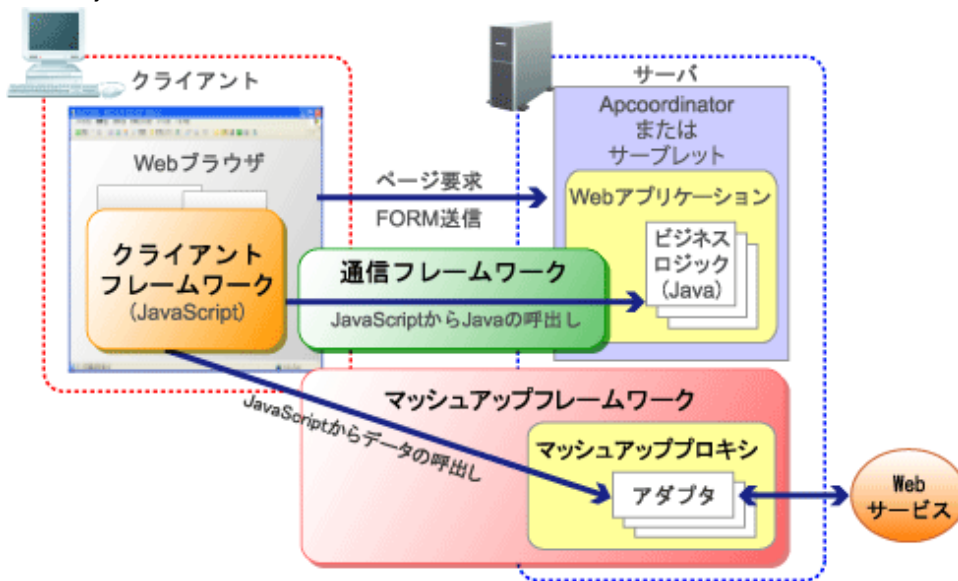 クライアント
Webブラウザ
クライアント
フレームワーク
(JavaScript)
ページ要求
FORM送信
通信フレームワーク
JavaScriptからJavaの呼出し
サーバ
Apcoordinator
または
サーブレット
Webアプリケーション
ビジネス
ロジック
(Java)
マッシュアップフレームワーク
JavaScriptからデータの呼出し
マッシュアッププロキシ
アダプタ
Web
サービス